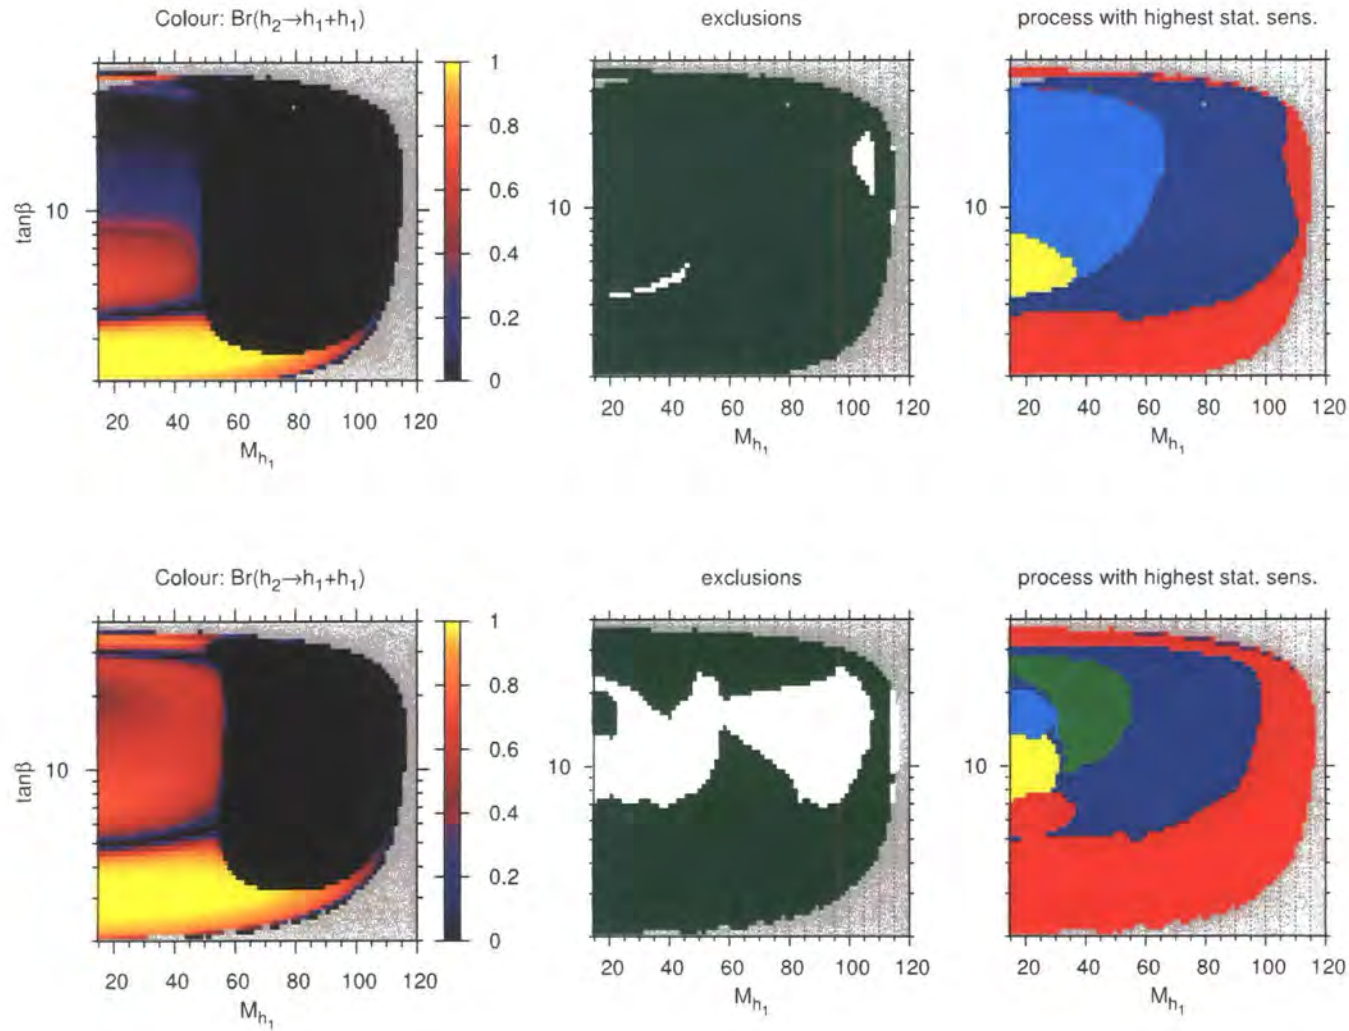 Colour: Br(h₂→h₁+h₁)
exclusions
process with highest stat. sens.
tanβ
10
20 40 60 80 100 120
M_h₁
1
0.8
0.6
0.4
0.2
0
10
20 40 60 80 100 120
M_h₁
10
20 40 60 80 100 120
M_h₁
Colour: Br(h₂→h₁+h₁)
exclusions
process with highest stat. sens.
tanβ
10
20 40 60 80 100 120
M_h₁
1
0.8
0.6
0.4
0.2
0
10
20 40 60 80 100 120
M_h₁
10
20 40 60 80 100 120
M_h₁